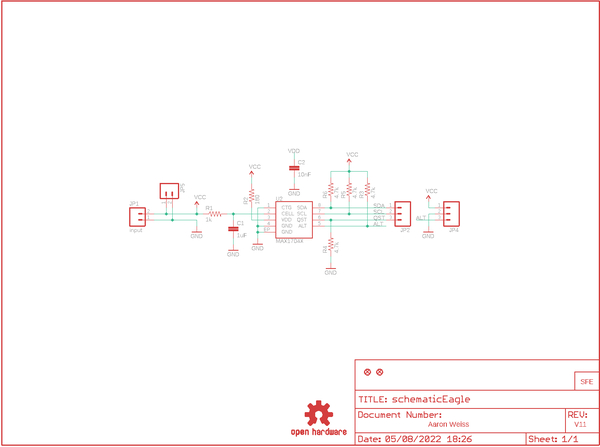 VDD
C2
10nF
GND
VCC
VCC
R6
4.7k
R5
4.7k
R3
4.7k
VCC
JP1
Input
VCC
R1
1k
GND
C1
1uF
GND
R2
150
U1
CTG SDA
CELL SCL
VDD QST
GND ALT
GND
EP
GND
SDA
SCL
QST
ALT
JP2
R4
4.7k
GND
ALT
GND
JP4
SFE
TITLE: schematicEagle
Document Number:
Aaron Weiss
REV:
V11
Date: 05/08/2022 18:26
Sheet: 1/1
open hardware